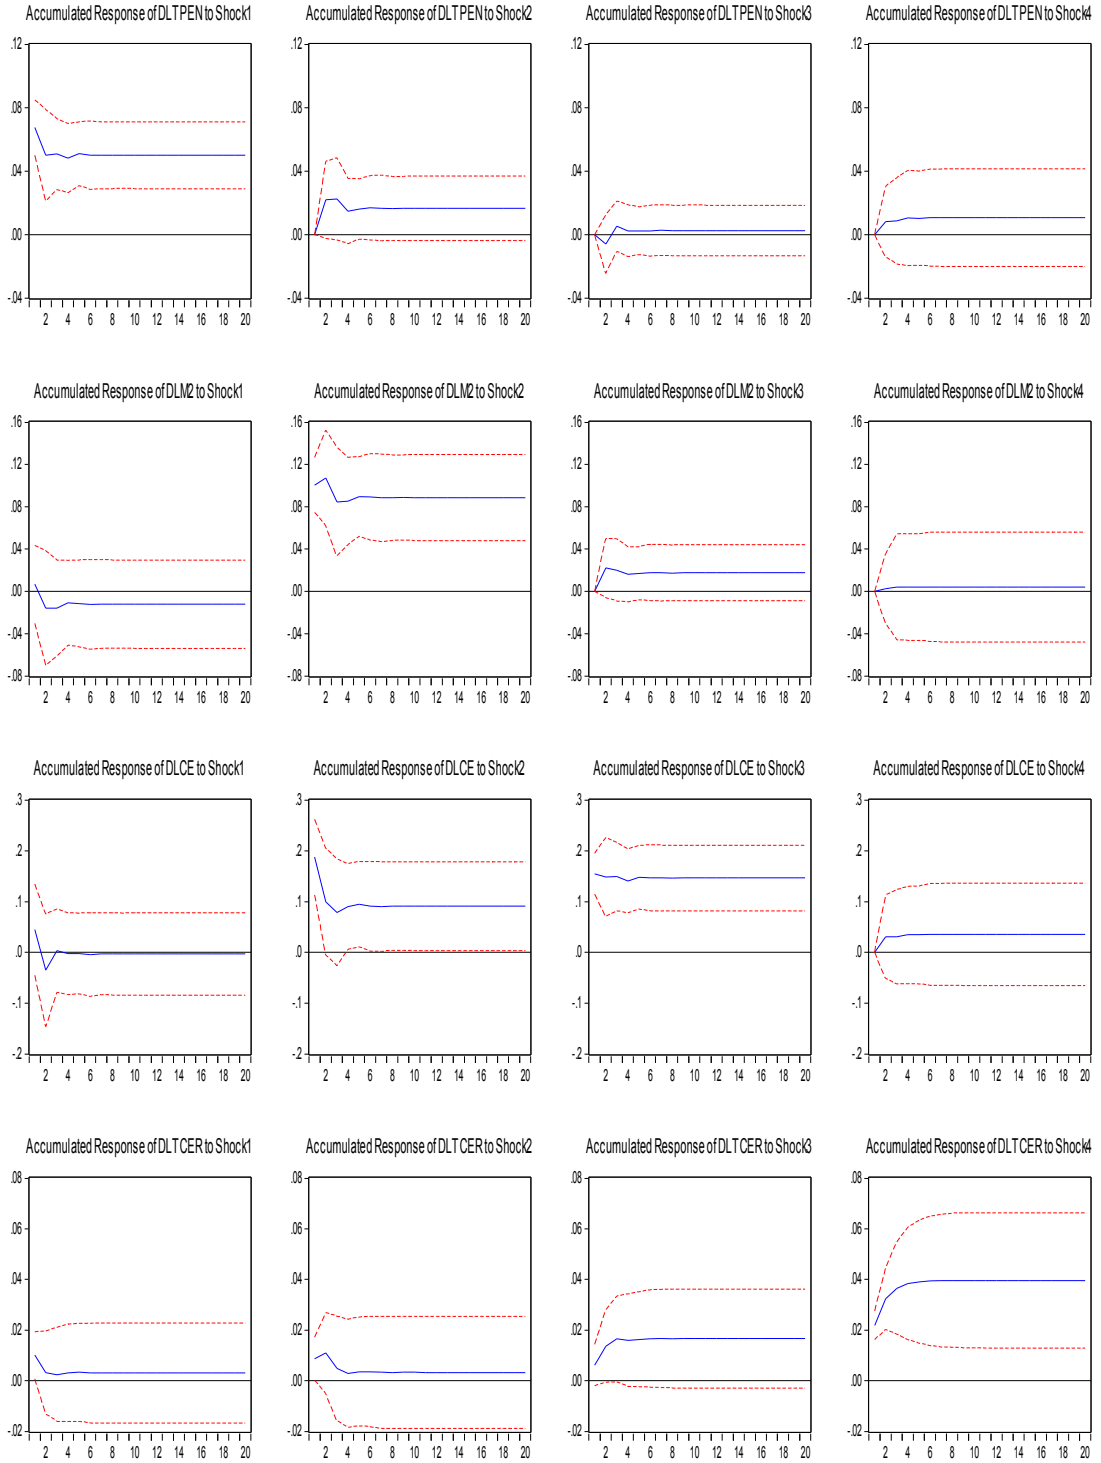 Accumulated Response of DLTPEN to Shock1
Accumulated Response of DLTPEN to Shock2
Accumulated Response of DLTPEN to Shock3
Accumulated Response of DLTPEN to Shock4
.12 .12 .12 .12
.08 .08 .08 .08
.04 .04 .04 .04
.00 .00 .00 .00
-.04 -.04 -.04 -.04
2 4 6 8 10 12 14 16 18 20
2 4 6 8 10 12 14 16 18 20
2 4 6 8 10 12 14 16 18 20
2 4 6 8 10 12 14 16 18 20
Accumulated Response of DLM2 to Shock1
Accumulated Response of DLM2 to Shock2
Accumulated Response of DLM2 to Shock3
Accumulated Response of DLM2 to Shock4
.16 .16 .16 .16
.12 .12 .12 .12
.08 .08 .08 .08
.04 .04 .04 .04
.00 .00 .00 .00
-.04 -.04 -.04 -.04
-.08 -.08 -.08 -.08
2 4 6 8 10 12 14 16 18 20
2 4 6 8 10 12 14 16 18 20
2 4 6 8 10 12 14 16 18 20
2 4 6 8 10 12 14 16 18 20
Accumulated Response of DLCE to Shock1
Accumulated Response of DLCE to Shock2
Accumulated Response of DLCE to Shock3
Accumulated Response of DLCE to Shock4
.3 .3 .3 .3
.2 .2 .2 .2
.1 .1 .1 .1
.0 .0 .0 .0
-.1 -.1 -.1 -.1
-.2 -.2 -.2 -.2
2 4 6 8 10 12 14 16 18 20
2 4 6 8 10 12 14 16 18 20
2 4 6 8 10 12 14 16 18 20
2 4 6 8 10 12 14 16 18 20
Accumulated Response of DLTCER to Shock1
Accumulated Response of DLTCER to Shock2
Accumulated Response of DLTCER to Shock3
Accumulated Response of DLTCER to Shock4
.08 .08 .08 .08
.06 .06 .06 .06
.04 .04 .04 .04
.02 .02 .02 .02
.00 .00 .00 .00
-.02 -.02 -.02 -.02
2 4 6 8 10 12 14 16 18 20
2 4 6 8 10 12 14 16 18 20
2 4 6 8 10 12 14 16 18 20
2 4 6 8 10 12 14 16 18 20